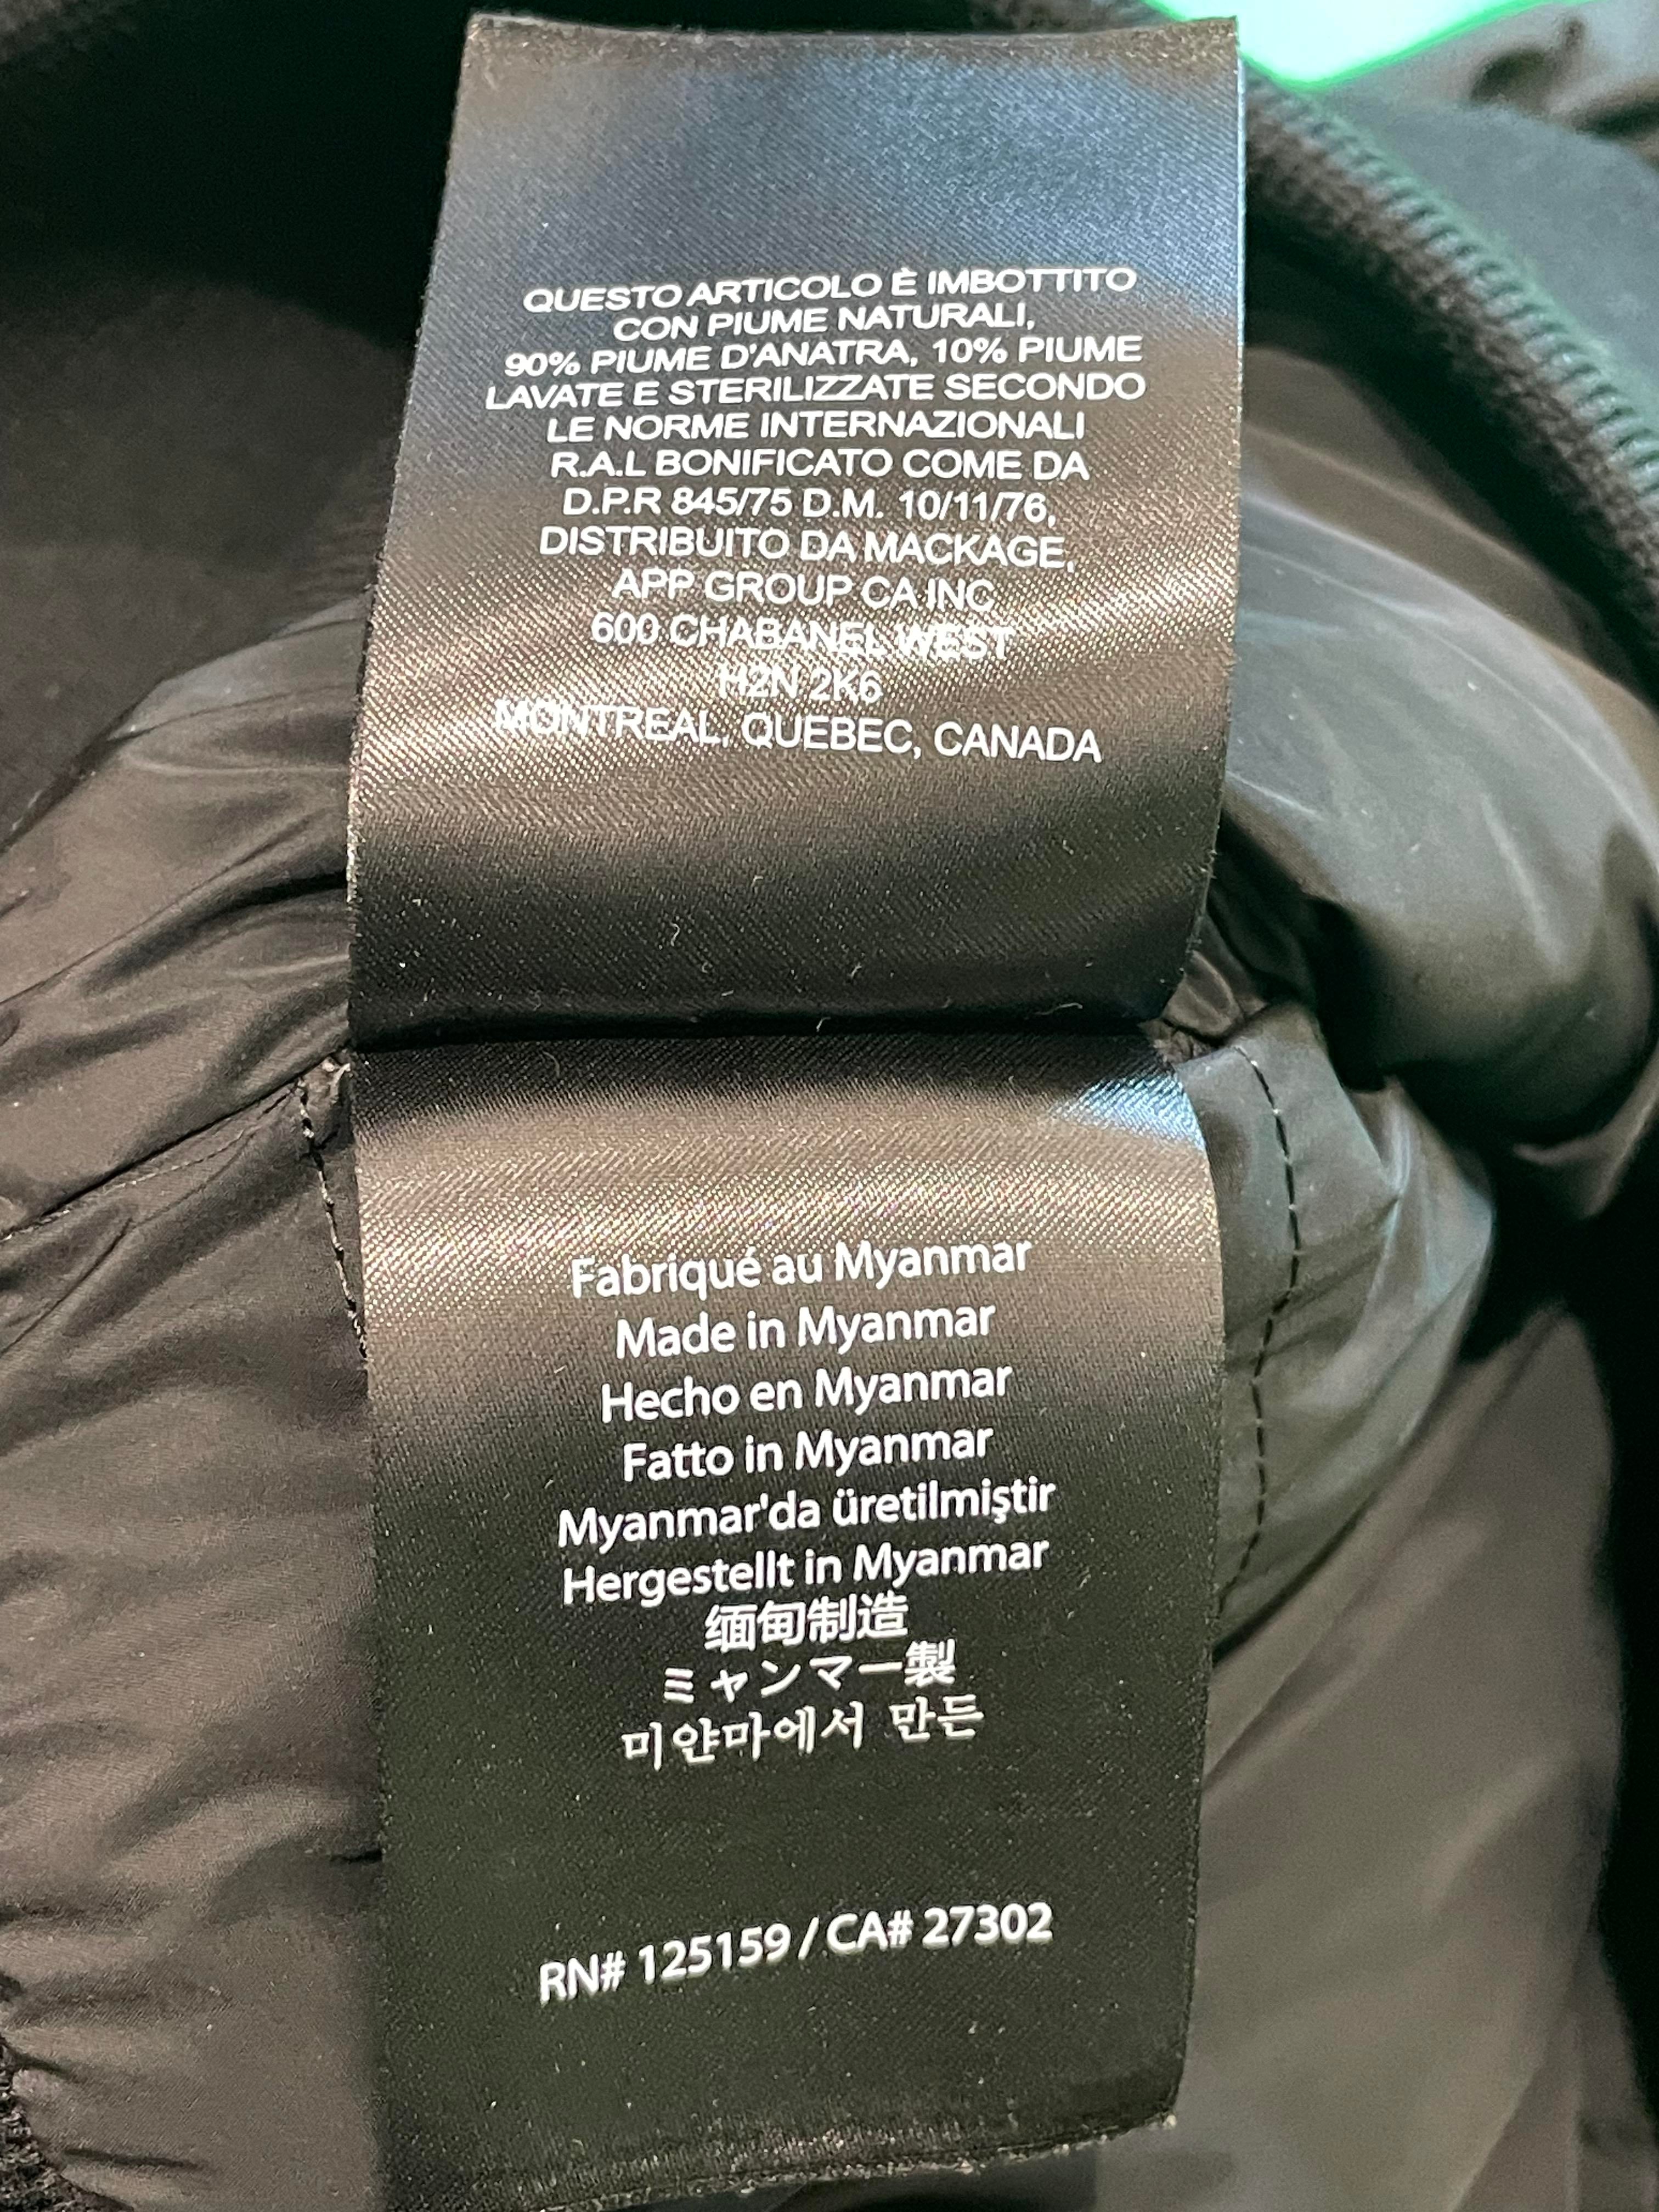 QUESTO ARTICOLO È IMBOTTITO
CON PIUME NATURALI,
90% PIUME D'ANATRA, 10% PIUME
LAVATE E STERILIZZATE SECONDO
LE NORME INTERNAZIONALI
R.A.L BONIFICATO COME DA
D.P.R 845/75 D.M. 10/11/76,
DISTRIBUITO DA MACKAGE,
APP GROUP CA INC
600 CHABANEL WEST
H2N 2K6
MONTREAL, QUEBEC, CANADA
Fabriqué au Myanmar
Made in Myanmar
Hecho en Myanmar
Fatto in Myanmar
Myanmar'da üretilmiştir
Hergestellt in Myanmar
缅甸制造
ミャンマー製
미얀마에서 만든
RN# 125159 / CA# 27302